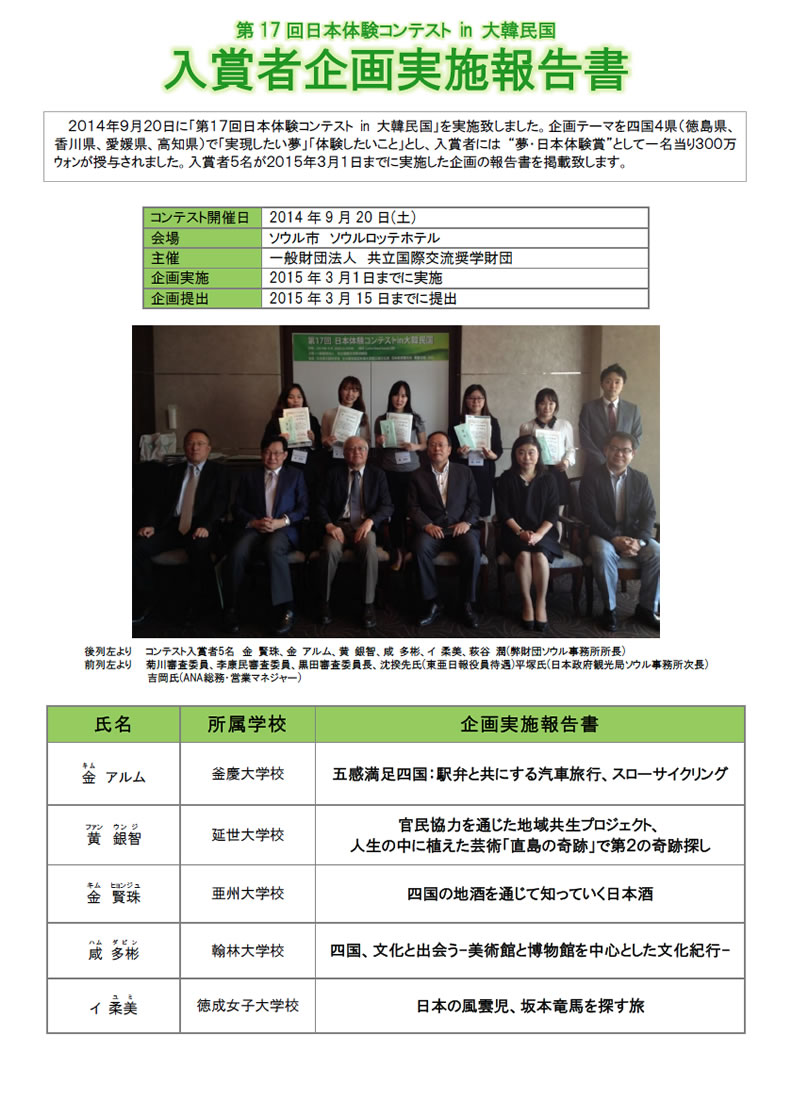 第17回日本体験コンテスト in 大韓民国
入賞者企画実施報告書
2014年9月20日に「第17回日本体験コンテスト in 大韓民国」を実施致しました。企画テーマを四国4県（徳島県、
香川県、愛媛県、高知県）で「実現したい夢」「体験したいこと」とし、入賞者には “夢・日本体験賞”として一名当り300万
ウォンが授与されました。入賞者5名が2015年3月1日までに実施した企画の報告書を掲載致します。
コンテスト開催日 2014年9月20日(土)
会場 ソウル市 ソウルロッテホテル
主催 一般財団法人 共立国際交流奨学財団
企画実施 2015年3月1日までに実施
企画提出 2015年3月15日までに提出
第17回 日本体験コンテストin大韓民国
後列左より コンテスト入賞者5名 金 賢珠、金 アルム、黄 銀智、咸 多彬、イ 柔美、萩谷 潤(弊財団ソウル事務所所長)
前列左より 菊川審査委員、李康民審査委員、黒田審査委員長、沈揆先氏(東亜日報役員待遇)平塚氏(日本政府観光局ソウル事務所次長)
吉岡氏(ANA総務・営業マネジャー)
氏名 所属学校 企画実施報告書
キム
金 アルム 釜慶大学校 五感満足四国：駅弁と共にする汽車旅行、スローサイクリング
ファン ウンジ
黄 銀智 延世大学校 官民協力を通じた地域共生プロジェクト、
人生の中に植えた芸術「直島の奇跡」で第2の奇跡探し
キム ヒョンジュ
金 賢珠 亜州大学校 四国の地酒を通じて知っていく日本酒
ハム ダビン
咸 多彬 翰林大学校 四国、文化と出会う-美術館と博物館を中心とした文化紀行-
ユミ
イ 柔美 徳成女子大学校 日本の風雲児、坂本竜馬を探す旅